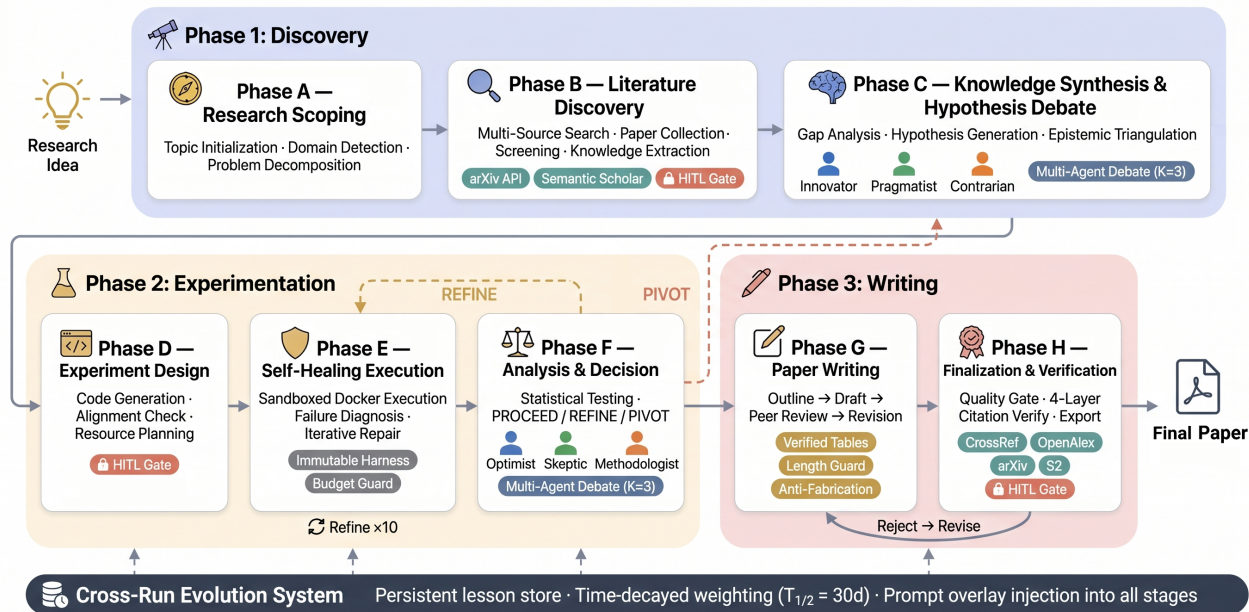 Phase 1: Discovery
Research
Idea
Phase A —
Research Scoping
Topic Initialization · Domain Detection ·
Problem Decomposition
Phase B — Literature
Discovery
Multi-Source Search · Paper Collection·
Screening · Knowledge Extraction
arXiv API
Semantic Scholar
HITL Gate
Phase C — Knowledge Synthesis &
Hypothesis Debate
Gap Analysis · Hypothesis Generation · Epistemic Triangulation
Innovator
Pragmatist
Contrarian
Multi-Agent Debate (K=3)
Phase 2: Experimentation
REFINE
PIVOT
Phase D —
Experiment Design
Code Generation ·
Alignment Check ·
Resource Planning
HITL Gate
Phase E —
Self-Healing Execution
Sandboxed Docker Execution
Failure Diagnosis ·
Iterative Repair
Immutable Harness
Budget Guard
Phase F —
Analysis & Decision
Statistical Testing ·
PROCEED / REFINE / PIVOT
Optimist
Skeptic
Methodologist
Multi-Agent Debate (K=3)
Refine ×10
Phase 3: Writing
Phase G —
Paper Writing
Outline → Draft →
Peer Review → Revision
Verified Tables
Length Guard
Anti-Fabrication
Phase H —
Finalization & Verification
Quality Gate · 4-Layer
Citation Verify · Export
CrossRef
OpenAlex
arXiv
S2
HITL Gate
Reject → Revise
Final Paper
Cross-Run Evolution System
Persistent lesson store · Time-decayed weighting (T₁/₂ = 30d) · Prompt overlay injection into all stages